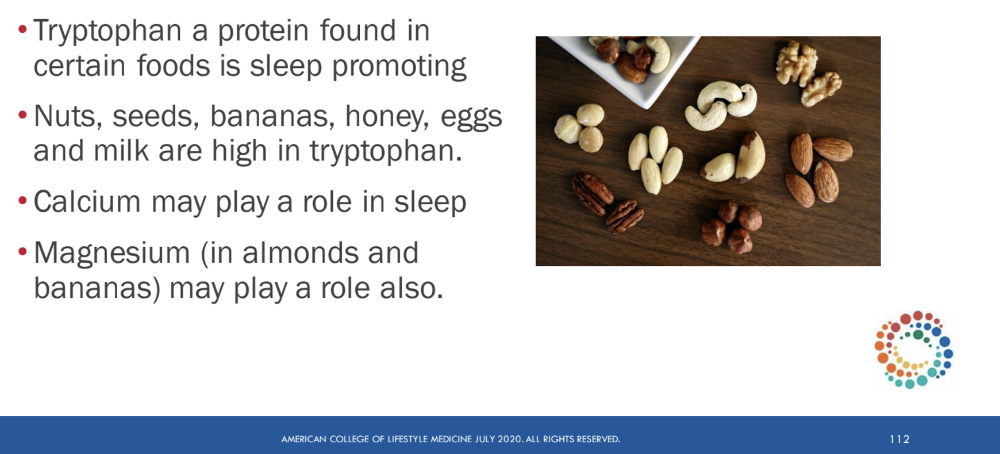 • Tryptophan a protein found in
certain foods is sleep promoting
• Nuts, seeds, bananas, honey, eggs
and milk are high in tryptophan.
• Calcium may play a role in sleep
• Magnesium (in almonds and
bananas) may play a role also.
AMERICAN COLLEGE OF LIFESTYLE MEDICINE JULY 2020. ALL RIGHTS RESERVED.
112